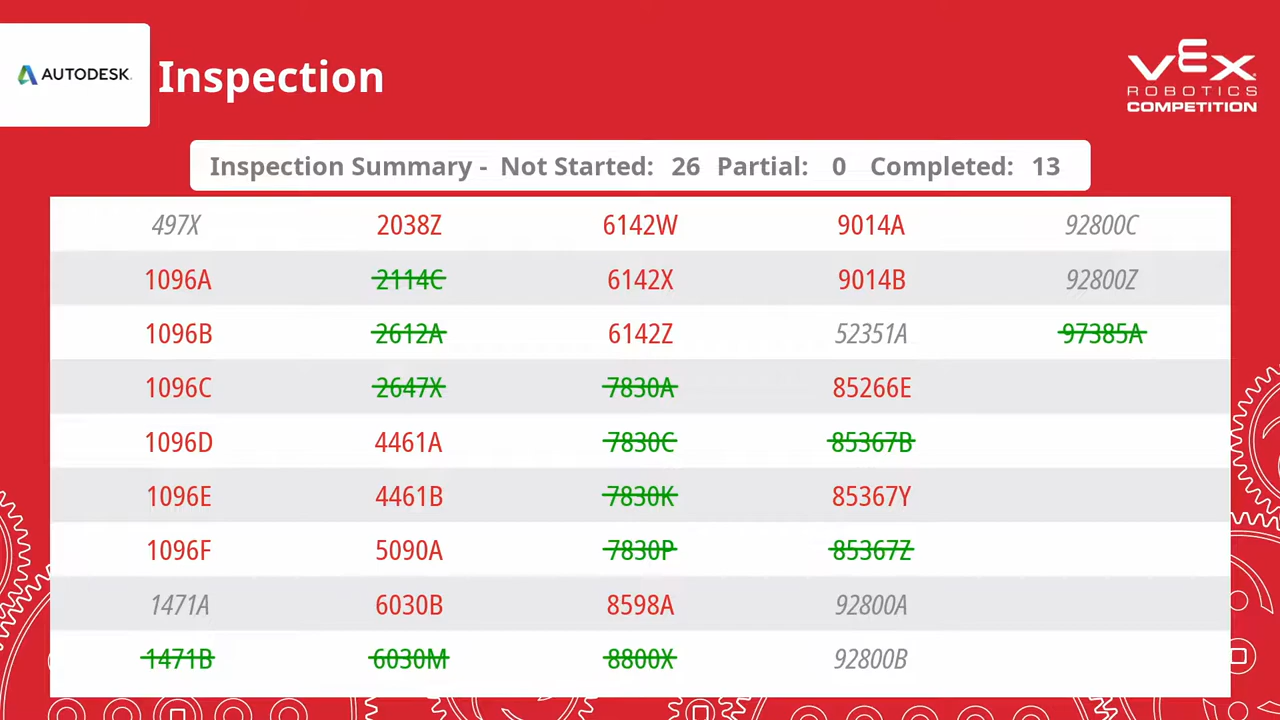 AUTODESK.
Inspection
VEX
ROBOTICS
COMPETITION
Inspection Summary - Not Started: 26 Partial: 0 Completed: 13
497X 2038Z 6142W 9014A 92800C
1096A 2114C 6142X 9014B 92800Z
1096B 2612A 6142Z 52351A 97385A
1096C 2647X 7830A 85266E
1096D 4461A 7830C 85367B
1096E 4461B 7830K 85367Y
1096F 5090A 7830P 85367Z
1471A 6030B 8598A 92800A
1471B 6030M 8800X 92800B